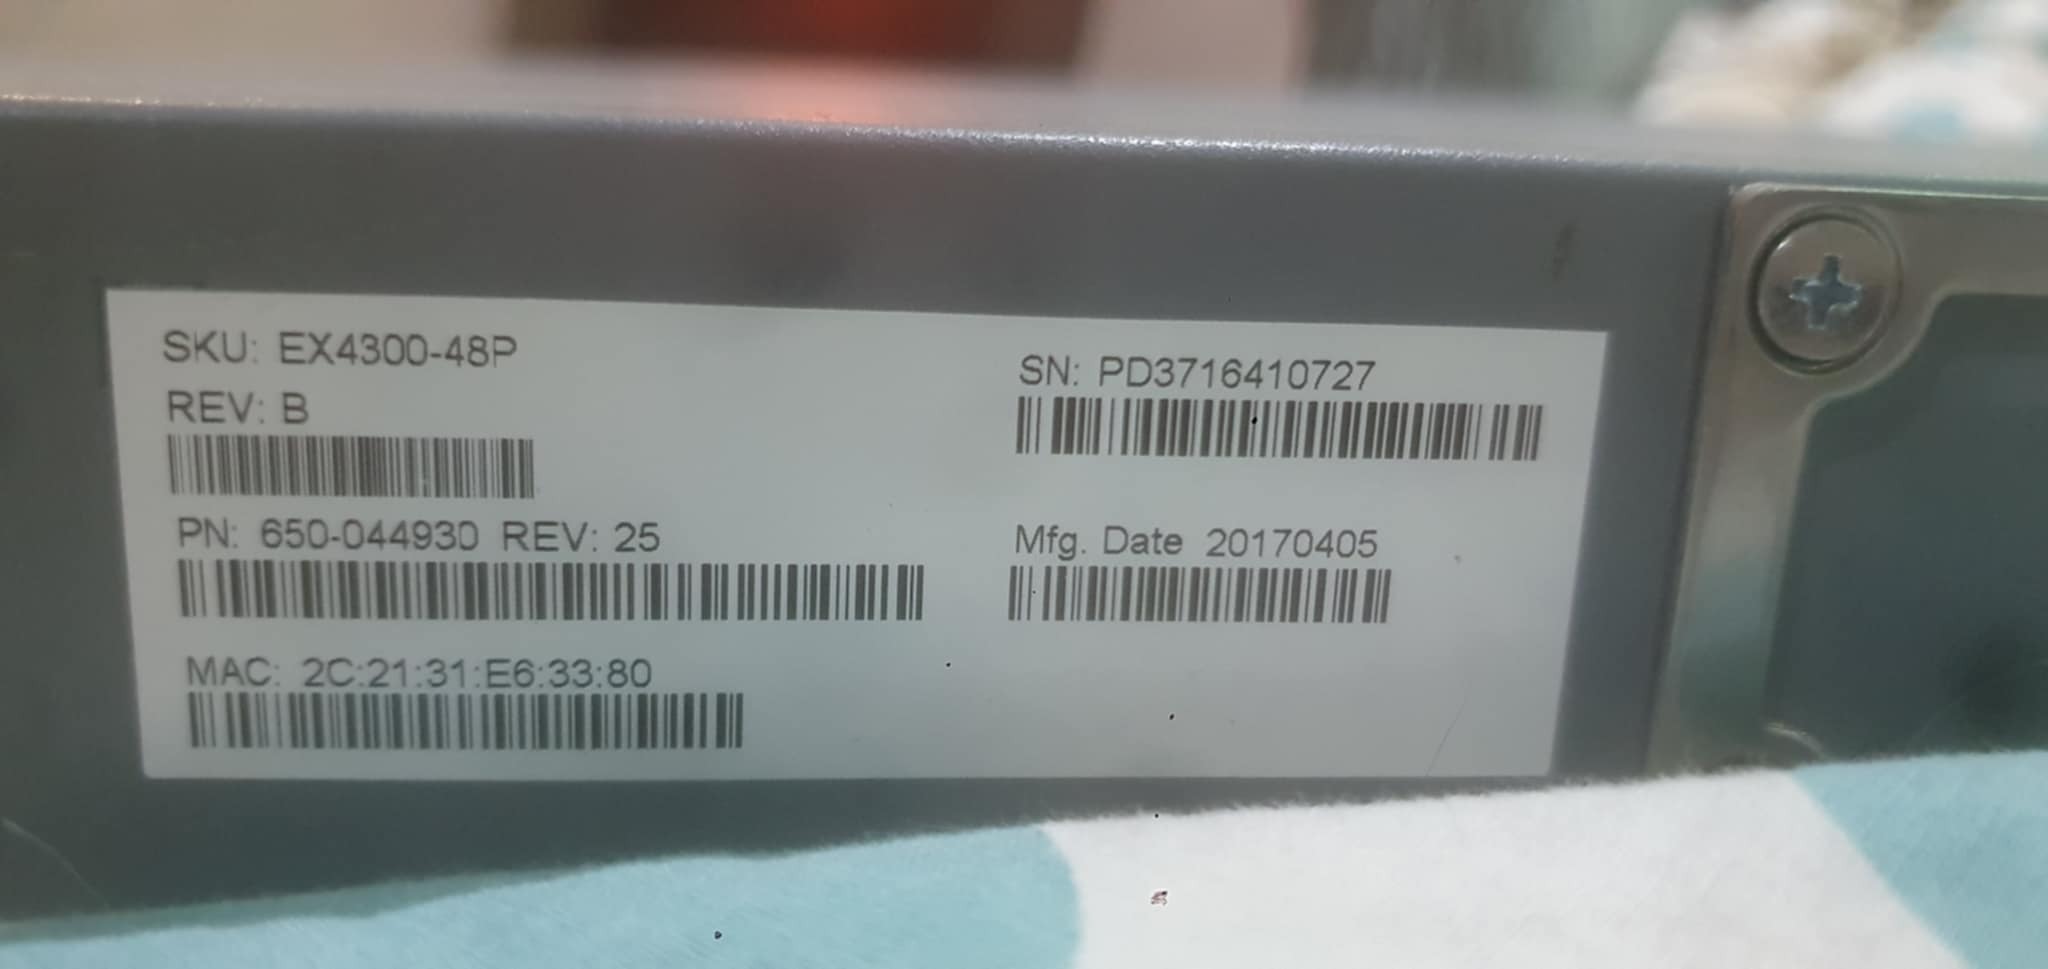 SKU: EX4300-48P
REV: B
PN: 650-044930 REV: 25
MAC: 2C:21:31:E6:33:80
SN: PD3716410727
Mfg. Date 20170405